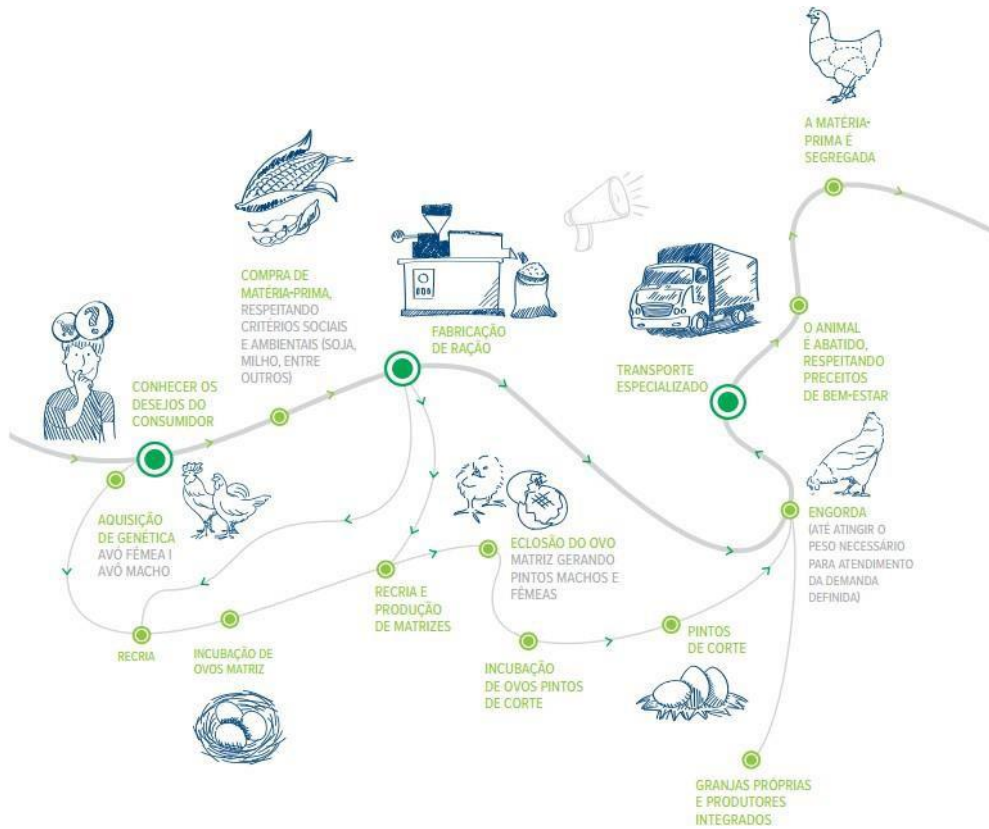 A MATÉRIA-
PRIMA É
SEGREGADA
COMPRA DE
MATÉRIA-PRIMA,
RESPEITANDO
CRITÉRIOS SOCIAIS
E AMBIENTAIS (SOJA,
MILHO, ENTRE
OUTROS)
FABRICAÇÃO
DE RAÇÃO
O ANIMAL
É ABATIDO,
RESPEITANDO
PRECEITOS
DE BEM-ESTAR
TRANSPORTE
ESPECIALIZADO
?
CONHECER OS
DESEJOS DO
CONSUMIDOR
AQUISIÇÃO
DE GENÉTICA
AVÓ FÊMEA I
AVÔ MACHO
ECLOSÃO DO OVO
MATRIZ GERANDO
PINTOS MACHOS E
FÊMEAS
ENGORDA
(ATÉ ATINGIR O
PESO NECESSÁRIO
PARA ATENDIMENTO
DA DEMANDA
DEFINIDA)
RECRIA
INCUBAÇÃO DE
OVOS MATRIZ
RECRIA E
PRODUÇÃO
DE MATRIZES
INCUBAÇÃO
DE OVOS PINTOS
DE CORTE
PINTOS
DE CORTE
GRANJAS PRÓPRIAS
E PRODUTORES
INTEGRADOS